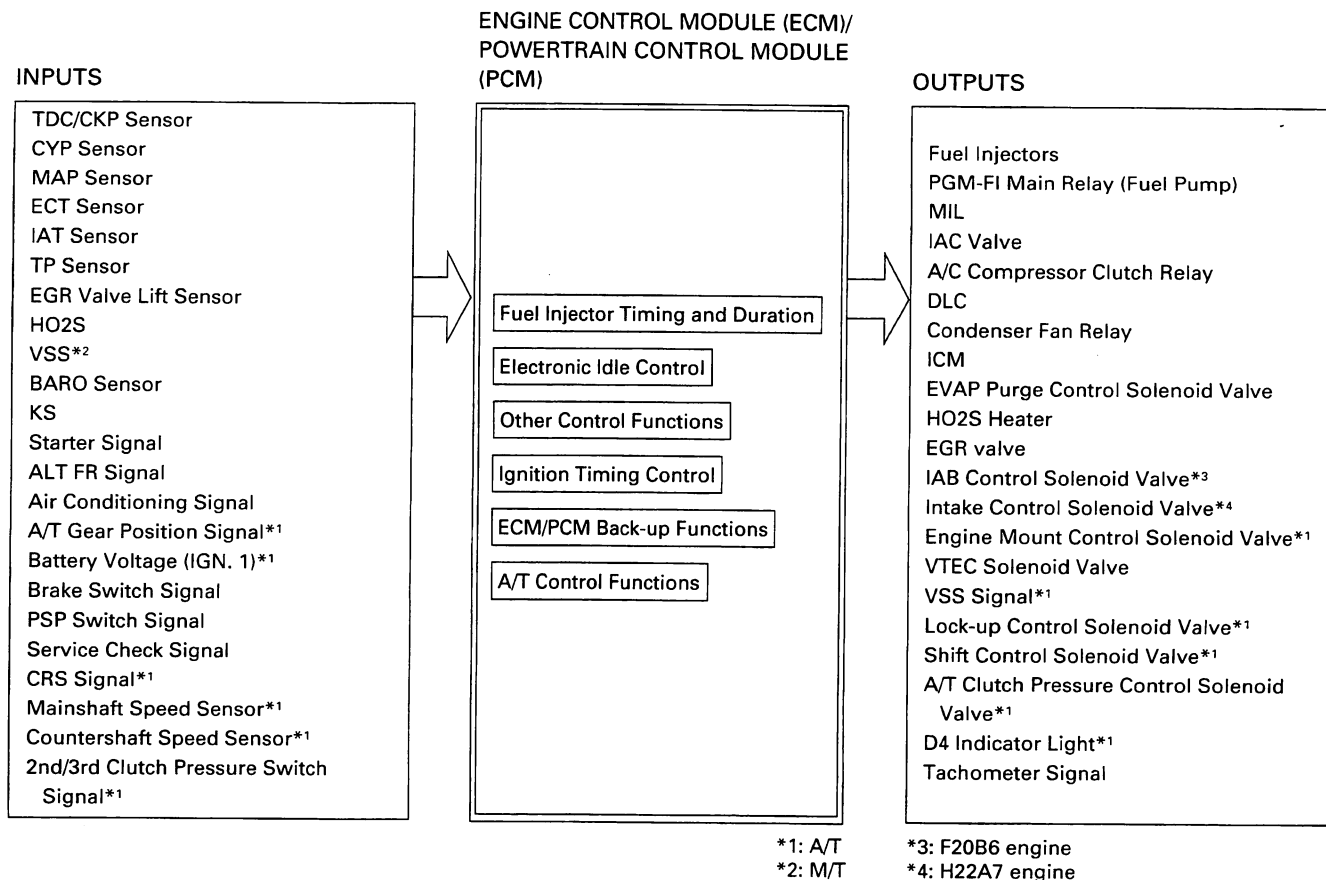 ENGINE CONTROL MODULE (ECM)/
POWERTRAIN CONTROL MODULE
(PCM)
INPUTS
TDC/CKP Sensor
CYP Sensor
MAP Sensor
ECT Sensor
IAT Sensor
TP Sensor
EGR Valve Lift Sensor
HO2S
VSS*2
BARO Sensor
KS
Starter Signal
ALT FR Signal
Air Conditioning Signal
A/T Gear Position Signal*1
Battery Voltage (IGN. 1)*1
Brake Switch Signal
PSP Switch Signal
Service Check Signal
CRS Signal*1
Mainshaft Speed Sensor*1
Countershaft Speed Sensor*1
2nd/3rd Clutch Pressure Switch
Signal*1
Fuel Injector Timing and Duration
Electronic Idle Control
Other Control Functions
Ignition Timing Control
ECM/PCM Back-up Functions
A/T Control Functions
OUTPUTS
Fuel Injectors
PGM-FI Main Relay (Fuel Pump)
MIL
IAC Valve
A/C Compressor Clutch Relay
DLC
Condenser Fan Relay
ICM
EVAP Purge Control Solenoid Valve
HO2S Heater
EGR valve
IAB Control Solenoid Valve*3
Intake Control Solenoid Valve*4
Engine Mount Control Solenoid Valve*1
VTEC Solenoid Valve
VSS Signal*1
Lock-up Control Solenoid Valve*1
Shift Control Solenoid Valve*1
A/T Clutch Pressure Control Solenoid
Valve*1
D4 Indicator Light*1
Tachometer Signal
*1: A/T
*2: M/T
*3: F20B6 engine
*4: H22A7 engine